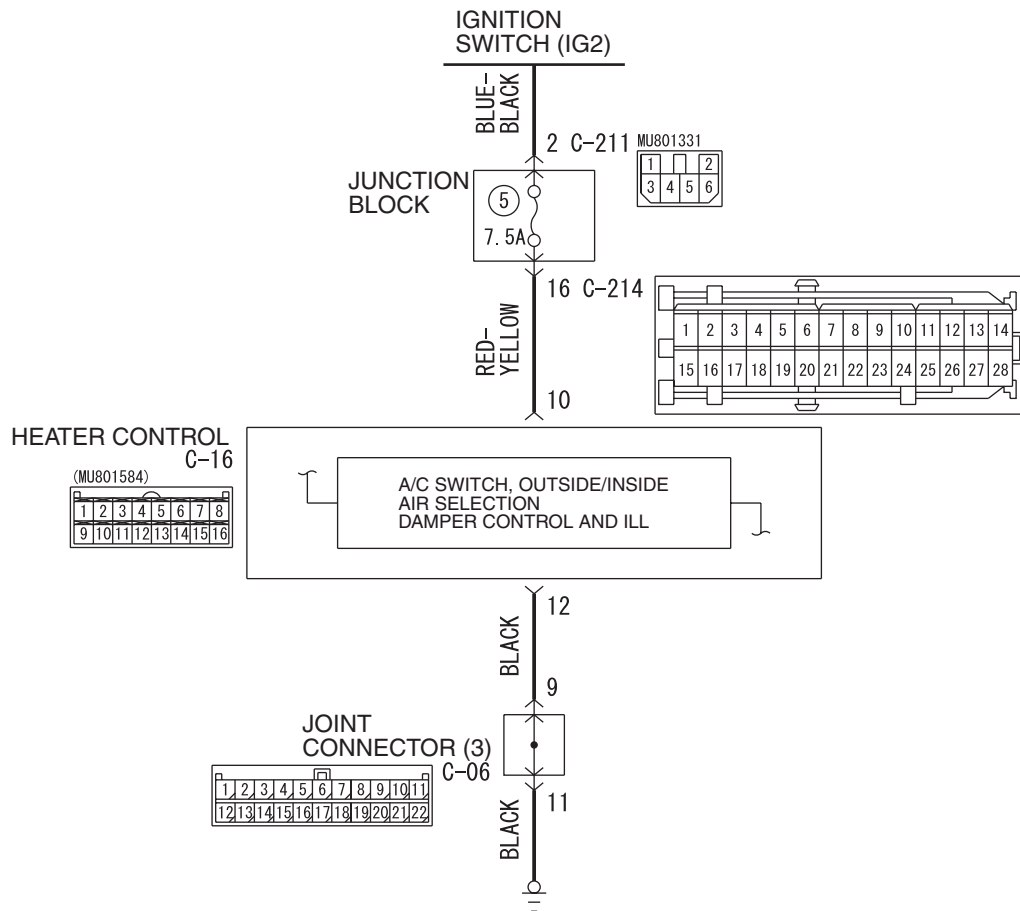 IGNITION
SWITCH (IG2)
BLUE-
BLACK
2 C-211 MU801331
1 2
3 4 5 6
JUNCTION
BLOCK
5
7.5A
16 C-214
1 2 3 4 5 6 7 8 9 10 11 12 13 14
15 16 17 18 19 20 21 22 23 24 25 26 27 28
RED-
YELLOW
10
HEATER CONTROL
C-16
(MU801584)
1 2 3 4 5 6 7 8
9 10 11 12 13 14 15 16
A/C SWITCH, OUTSIDE/INSIDE
AIR SELECTION
DAMPER CONTROL AND ILL
12
BLACK
9
JOINT
CONNECTOR (3)
C-06
1 2 3 4 5 6 7 8 9 10 11
12 13 14 15 16 17 18 19 20 21 22
11
BLACK